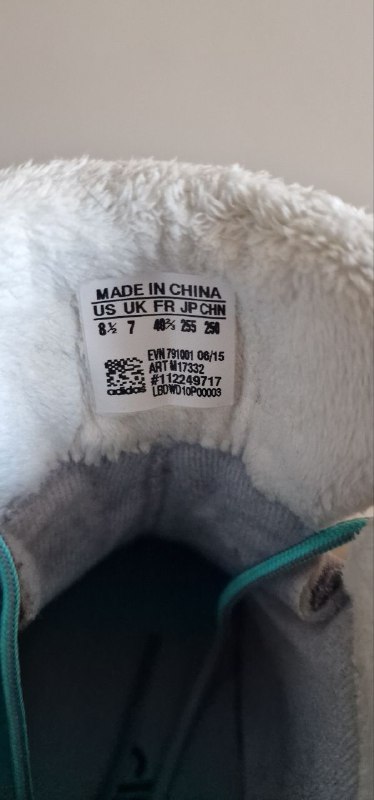 MADE IN CHINA
US UK FR JP CHN
8½ 7 40⅔ 255 250
EVN 791001 06/15
ART M17332
#112249717
adidas LBDWD10P00003